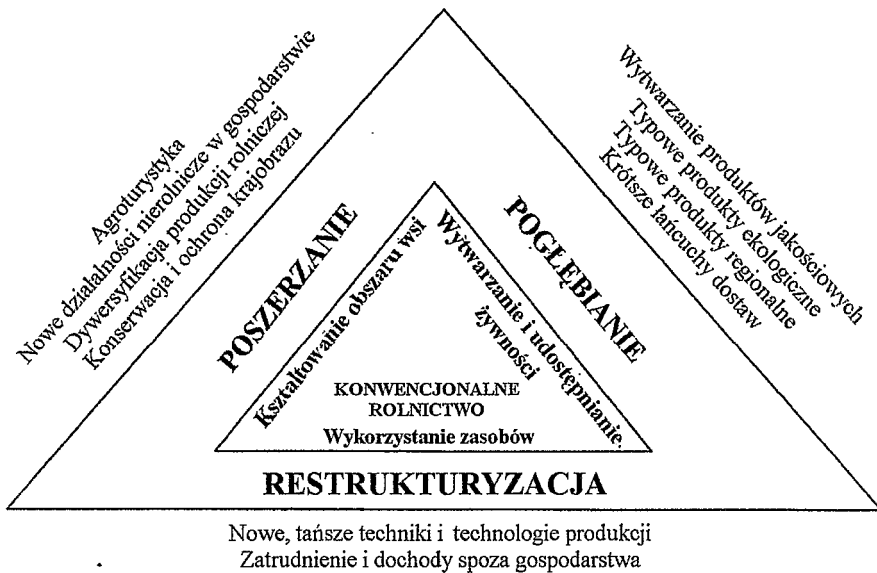 Agroturystyka
Nowe działalności nierolnicze w gospodarstwie
Dywersyfikacja produkcji rolniczej
Konserwacja i ochrona krajobrazu
Wytwarzanie produktów jakościowych
Typowe produkty ekologiczne
Typowe produkty regionalne
Krótsze łańcuchy dostaw
POSZERZANIE
POGŁĘBIANIE
Kształtowanie obszaru wsi
Wytwarzanie i udostępnianie
żywności
KONWENCJONALNE
ROLNICTWO
Wykorzystanie zasobów
RESTRUKTURYZACJA
Nowe, tańsze techniki i technologie produkcji
Zatrudnienie i dochody spoza gospodarstwa